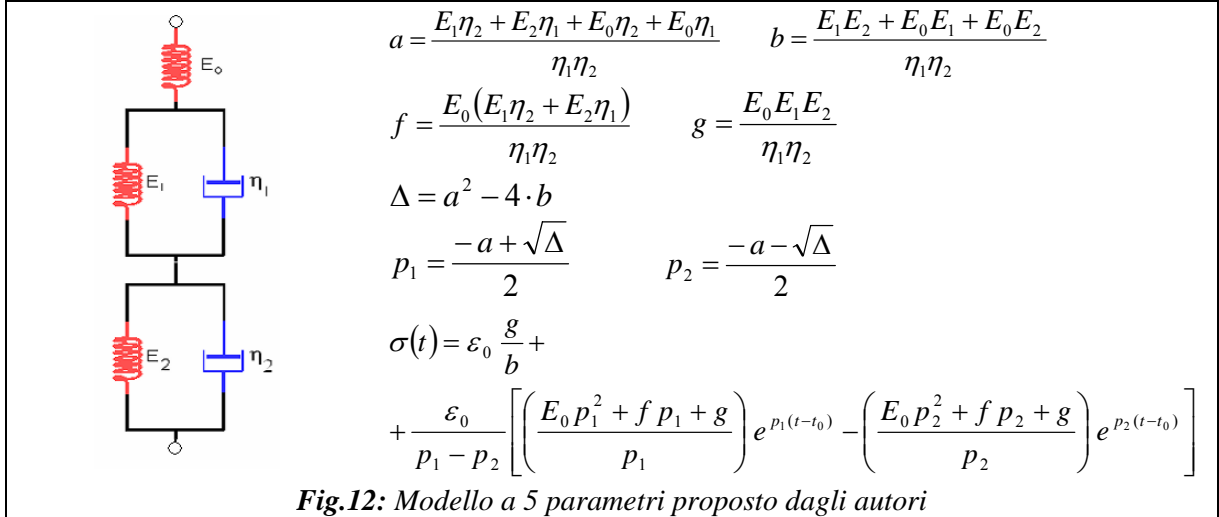 E₀
E₁ η₁
E₂ η₂
a = (E₁η₂ + E₂η₁ + E₀η₂ + E₀η₁) / (η₁η₂)    b = (E₁E₂ + E₀E₁ + E₀E₂) / (η₁η₂)
f = E₀(E₁η₂ + E₂η₁) / (η₁η₂)    g = E₀E₁E₂ / (η₁η₂)
Δ = a² − 4·b
p₁ = (−a + √Δ) / 2    p₂ = (−a − √Δ) / 2
σ(t) = ε₀ g/b +
+ ε₀/(p₁ − p₂) [((E₀p₁² + f p₁ + g) / p₁) e^{p₁(t−t₀)} − ((E₀p₂² + f p₂ + g) / p₂) e^{p₂(t−t₀)}]
Fig.12: Modello a 5 parametri proposto dagli autori